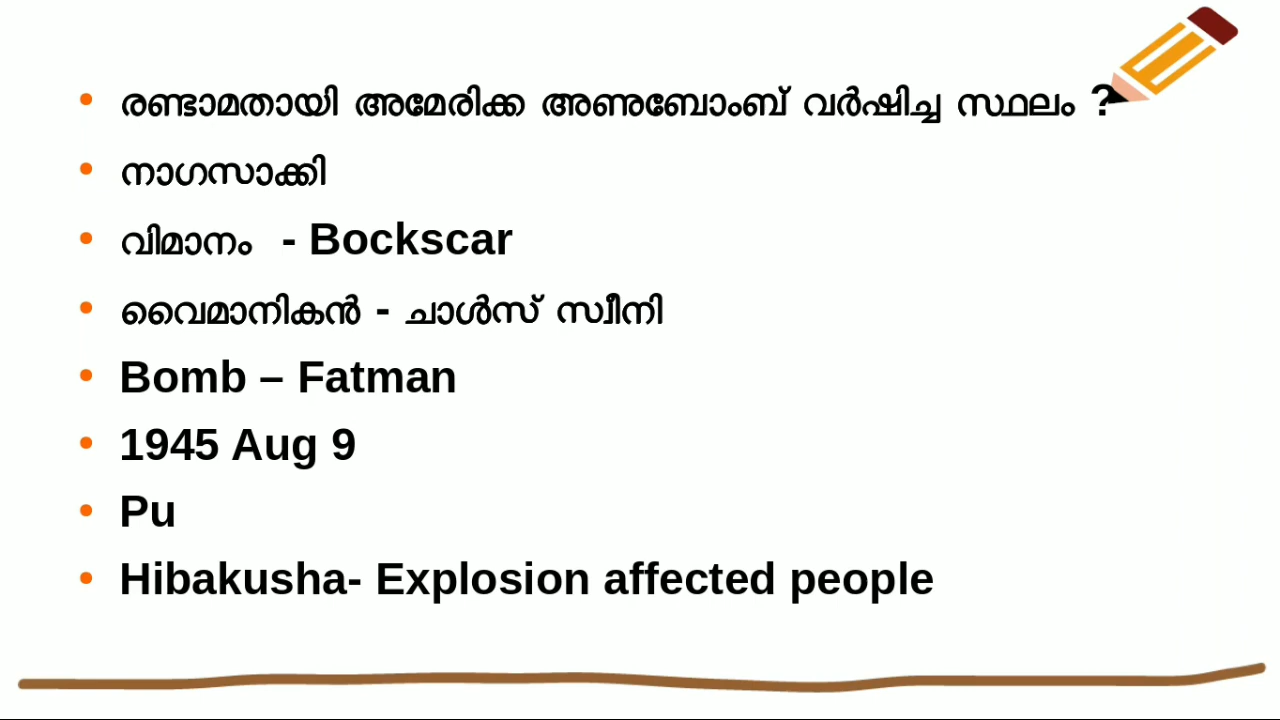 രണ്ടാമതായി അമേരിക്ക അണുബോംബ് വർഷിച്ച സ്ഥലം ?
നാഗസാക്കി
വിമാനം - Bockscar
വൈമാനികൻ - ചാൾസ് സ്വീനി
Bomb – Fatman
1945 Aug 9
Pu
Hibakusha- Explosion affected people